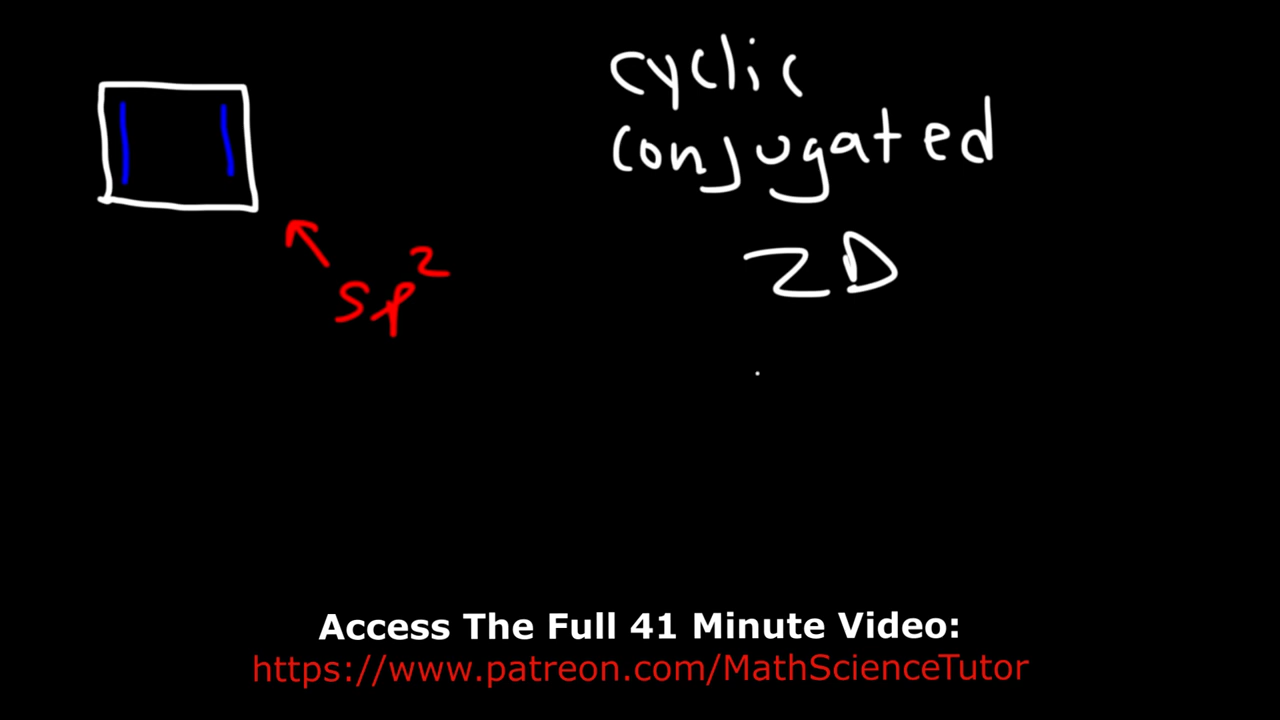 cyclic
conjugated
2D
sp²
Access The Full 41 Minute Video:
https://www.patreon.com/MathScienceTutor